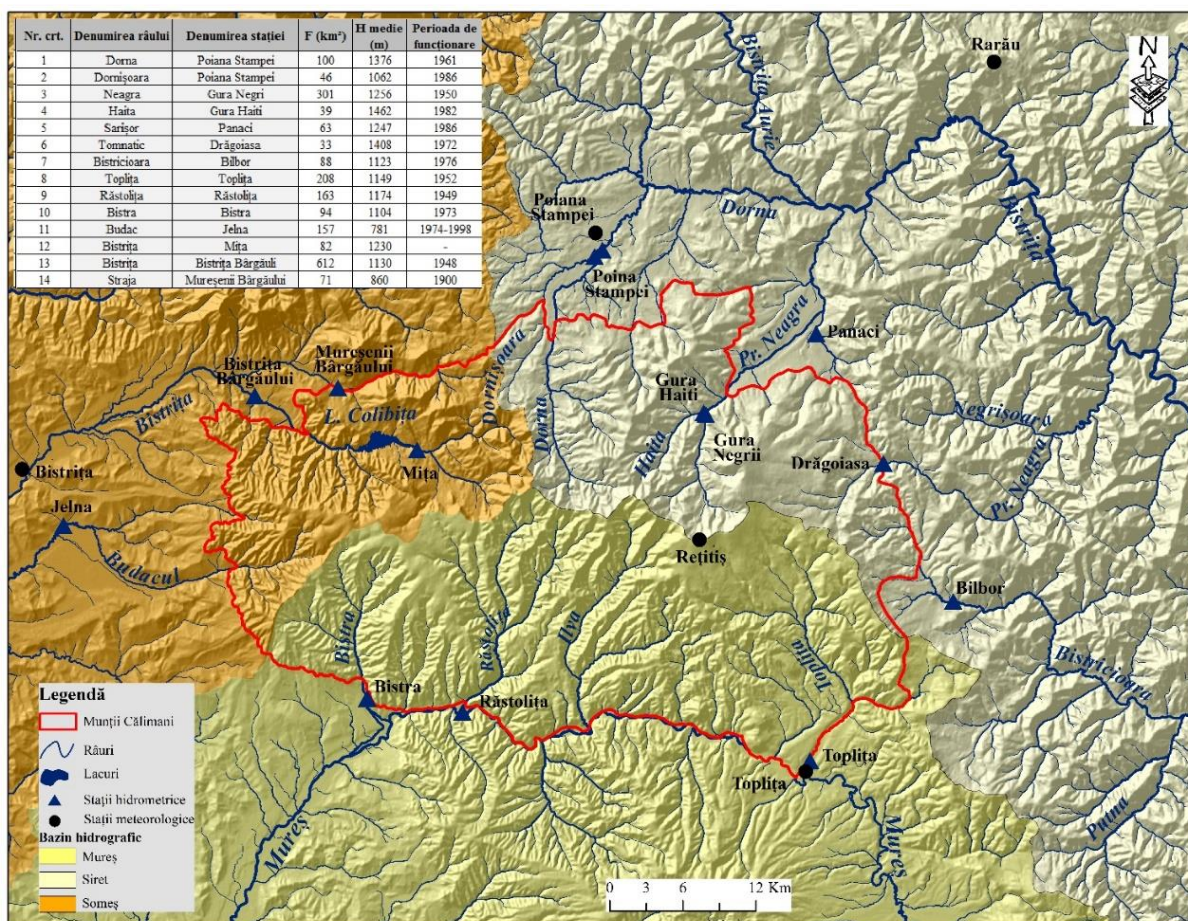 Nr. crt. Denumirea râului Denumirea stației F (km²) H medie (m) Perioada de funcționare
1 Dorna Poiana Stampei 100 1376 1961
2 Dornișoara Poiana Stampei 46 1062 1986
3 Neagra Gura Negri 301 1256 1950
4 Haita Gura Haiti 39 1462 1982
5 Sarișor Panaci 63 1247 1986
6 Tomnatic Drăgoiasa 33 1408 1972
7 Bistricioara Bilbor 88 1123 1976
8 Toplița Toplița 208 1149 1952
9 Răstolița Răstolița 163 1174 1949
10 Bistra Bistra 94 1104 1973
11 Budac Jelna 157 781 1974-1998
12 Bistrița Mița 82 1230 -
13 Bistrița Bistrița Bârgăuli 612 1130 1948
14 Straja Mureșenii Bârgăului 71 860 1900
Rarău
N
Bistrița Aurie
Poiana
Stampei
Dorna
Bistrița
Poina
Stampei
Pr. Neagra
Panaci
Mureșenii
Bârgăului
Bistrița
Bârgăului
Dornișoara
Dorna
L. Colibița
Bistrița
Gura
Haiti
Negrișoara
Haita
Gura
Negrii
Mița
Drăgoiasa
Bistrița
Pr. Neagra
Jelna
Rețitiș
Budacul
Bilbor
Bistra
Răsolița
Ilva
Toplița
Bistricioara
Bistra
Răstolița
Toplița
Toplița
Mureș
Mureș
Putna
Legendă
Munții Călimani
Râuri
Lacuri
Stații hidrometrice
Stații meteorologice
Bazin hidrografic
Mureș
Siret
Someș
0 3 6 12 Km